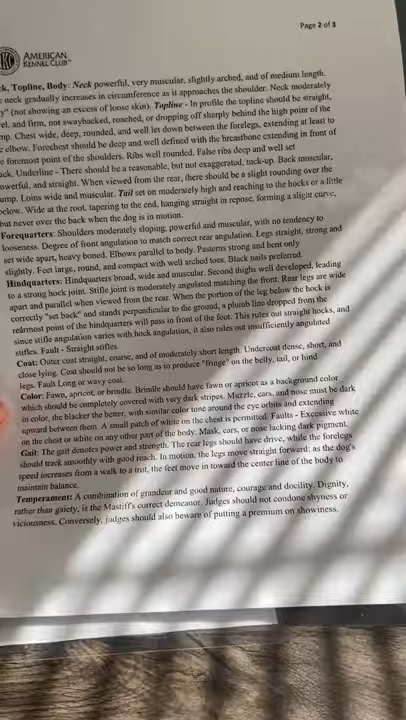 Page 2 of 3
AMERICAN
KENNEL CLUB
k, Topline, Body: Neck powerful, very muscular, slightly arched, and of medium length.
neck gradually increases in circumference as it approaches the shoulder. Neck moderately
y" (not showing an excess of loose skin). Topline - In profile the topline should be straight,
el, and firm, not swaybacked, roached, or dropping off sharply behind the high point of the
mp. Chest wide, deep, rounded, and well let down between the forelegs, extending at least to
elbow. Forechest should be deep and well defined with the breastbone extending in front of
foremost point of the shoulders. Ribs well rounded. False ribs deep and well set
ack. Underline - There should be a reasonable, but not exaggerated, tuck-up. Back muscular,
owerful, and straight. When viewed from the rear, there should be a slight rounding over the
ump. Loins wide and muscular. Tail set on moderately high and reaching to the hocks or a little
below. Wide at the root, tapering to the end, hanging straight in repose, forming a slight curve,
but never over the back when the dog is in motion.
Forequarters: Shoulders moderately sloping, powerful and muscular, with no tendency to
looseness. Degree of front angulation to match correct rear angulation. Legs straight, strong and
set wide apart, heavy boned. Elbows parallel to body. Pasterns strong and bent only
slightly. Feet large, round, and compact with well arched toes. Black nails preferred.
Hindquarters: Hindquarters broad, wide and muscular. Second thighs well developed, leading
to a strong hock joint. Stifle joint is moderately angulated matching the front. Rear legs are wide
apart and parallel when viewed from the rear. When the portion of the leg below the hock is
correctly "set back" and stands perpendicular to the ground, a plumb line dropped from the
rearmost point of the hindquarters will pass in front of the foot. This rules out straight hocks, and
since stifle angulation varies with hock angulation, it also rules out insufficiently angulated
stifles. Fault - Straight stifles.
Coat: Outer coat straight, coarse, and of moderately short length. Undercoat dense, short, and
close lying. Coat should not be so long as to produce "fringe" on the belly, tail, or hind
legs. Fault Long or wavy coat.
Color: Fawn, apricot, or brindle. Brindle should have fawn or apricot as a background color
which should be completely covered with very dark stripes. Muzzle, ears, and nose must be dark
in color, the blacker the better, with similar color tone around the eye orbits and extending
upward between them. A small patch of white on the chest is permitted. Faults - Excessive white
on the chest or white on any other part of the body. Mask, ears, or nose lacking dark pigment.
Gait: The gait denotes power and strength. The rear legs should have drive, while the forelegs
should track smoothly with good reach. In motion, the legs move straight forward; as the dog's
speed increases from a walk to a trot, the feet move in toward the center line of the body to
maintain balance.
Temperament: A combination of grandeur and good nature, courage and docility. Dignity,
rather than gaiety, is the Mastiff's correct demeanor. Judges should not condone shyness or
viciousness. Conversely, judges should also beware of putting a premium on showiness.